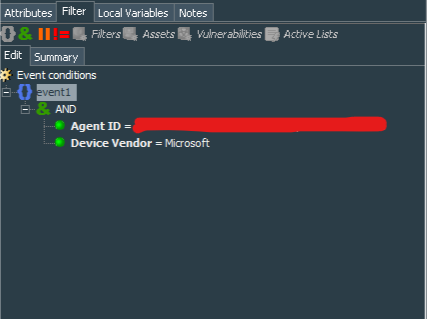 Attributes Filter Local Variables Notes
{} & || != Filters Assets Vulnerabilities Active Lists
Edit Summary
Event conditions
{} event1
& AND
Agent ID =
Device Vendor = Microsoft